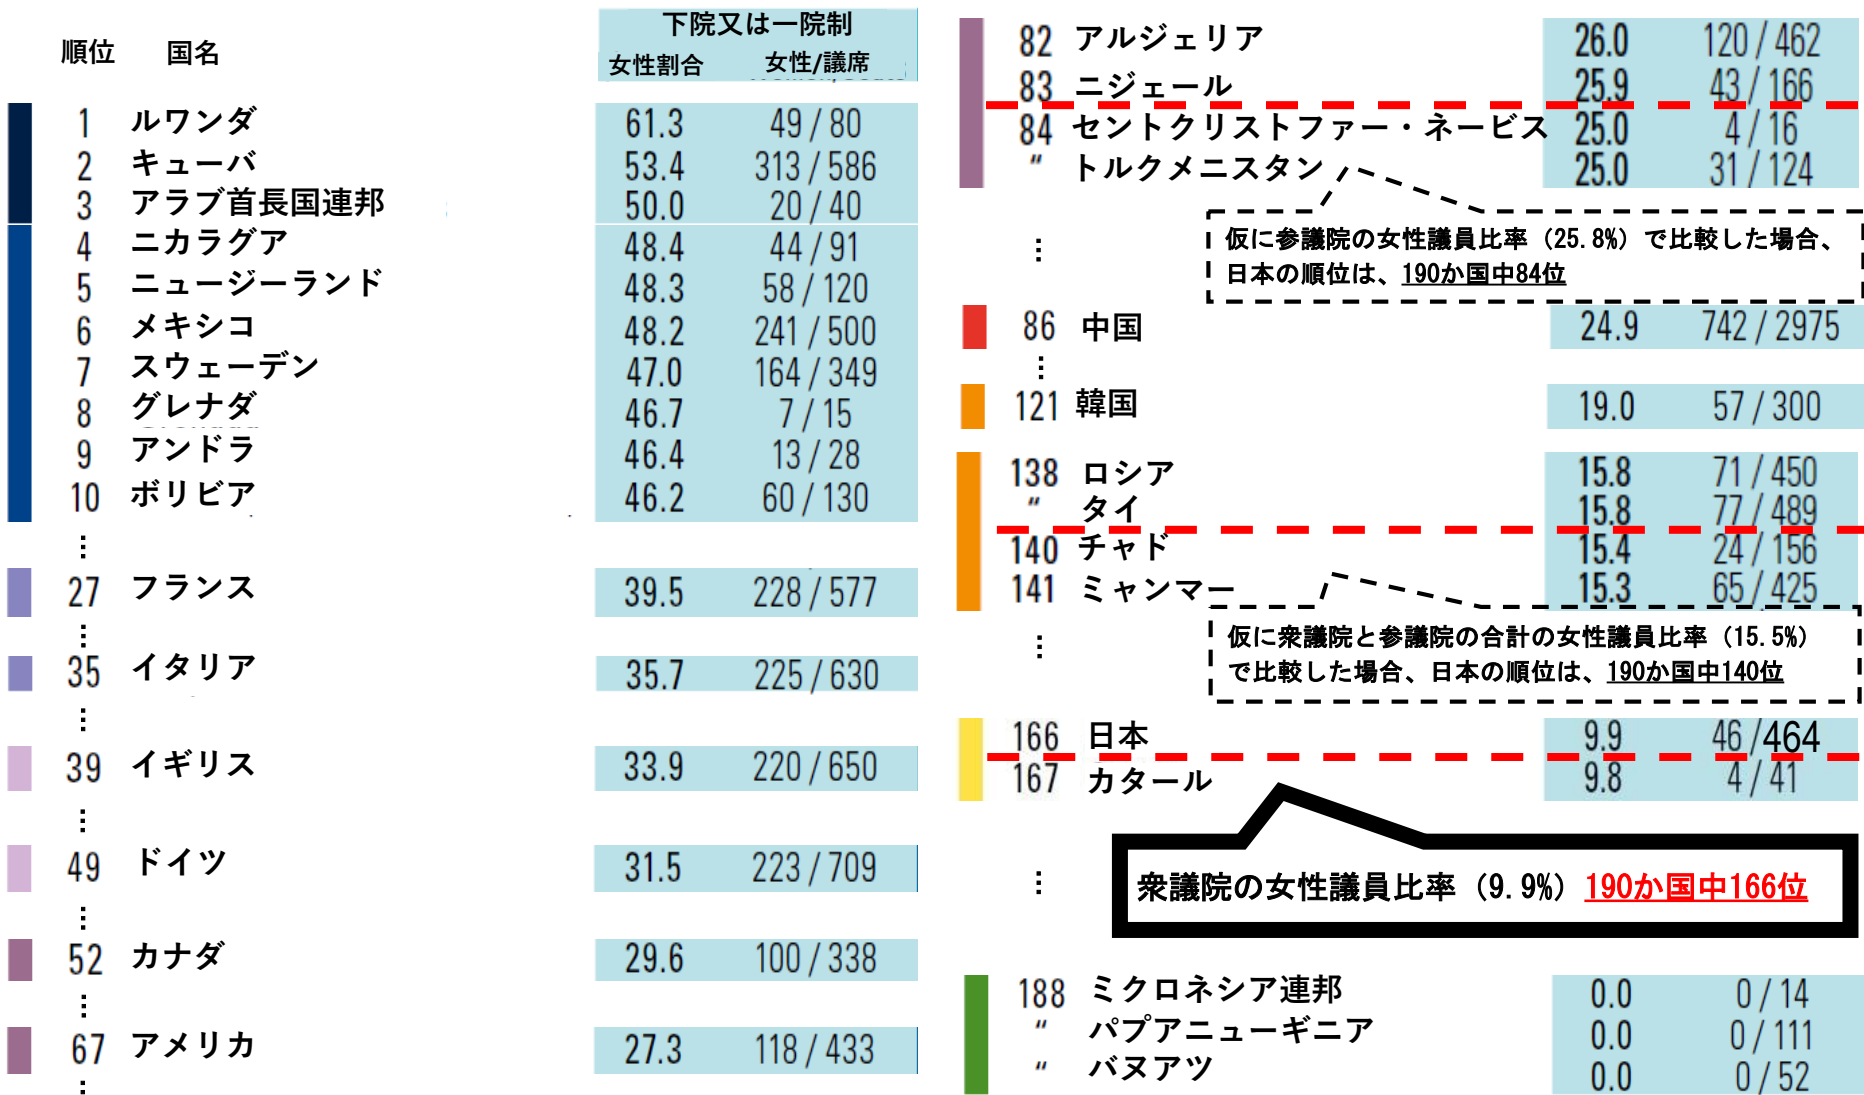 下院又は一院制
順位 国名 女性割合 女性/議席
1 ルワンダ 61.3 49 / 80
2 キューバ 53.4 313 / 586
3 アラブ首長国連邦 50.0 20 / 40
4 ニカラグア 48.4 44 / 91
5 ニュージーランド 48.3 58 / 120
6 メキシコ 48.2 241 / 500
7 スウェーデン 47.0 164 / 349
8 グレナダ 46.7 7 / 15
9 アンドラ 46.4 13 / 28
10 ボリビア 46.2 60 / 130
⋮
27 フランス 39.5 228 / 577
⋮
35 イタリア 35.7 225 / 630
⋮
39 イギリス 33.9 220 / 650
⋮
49 ドイツ 31.5 223 / 709
⋮
52 カナダ 29.6 100 / 338
⋮
67 アメリカ 27.3 118 / 433
⋮
82 アルジェリア 26.0 120 / 462
83 ニジェール 25.9 43 / 166
84 セントクリストファー・ネービス 25.0 4 / 16
" トルクメニスタン 25.0 31 / 124
⋮
仮に参議院の女性議員比率（25.8%）で比較した場合、
日本の順位は、190か国中84位
86 中国 24.9 742 / 2975
⋮
121 韓国 19.0 57 / 300
138 ロシア 15.8 71 / 450
" タイ 15.8 77 / 489
140 チャド 15.4 24 / 156
141 ミャンマー 15.3 65 / 425
⋮
仮に衆議院と参議院の合計の女性議員比率（15.5%）
で比較した場合、日本の順位は、190か国中140位
166 日本 9.9 46 /464
167 カタール 9.8 4 / 41
⋮
衆議院の女性議員比率（9.9%）190か国中166位
188 ミクロネシア連邦 0.0 0 / 14
" パプアニューギニア 0.0 0 / 111
" バヌアツ 0.0 0 / 52